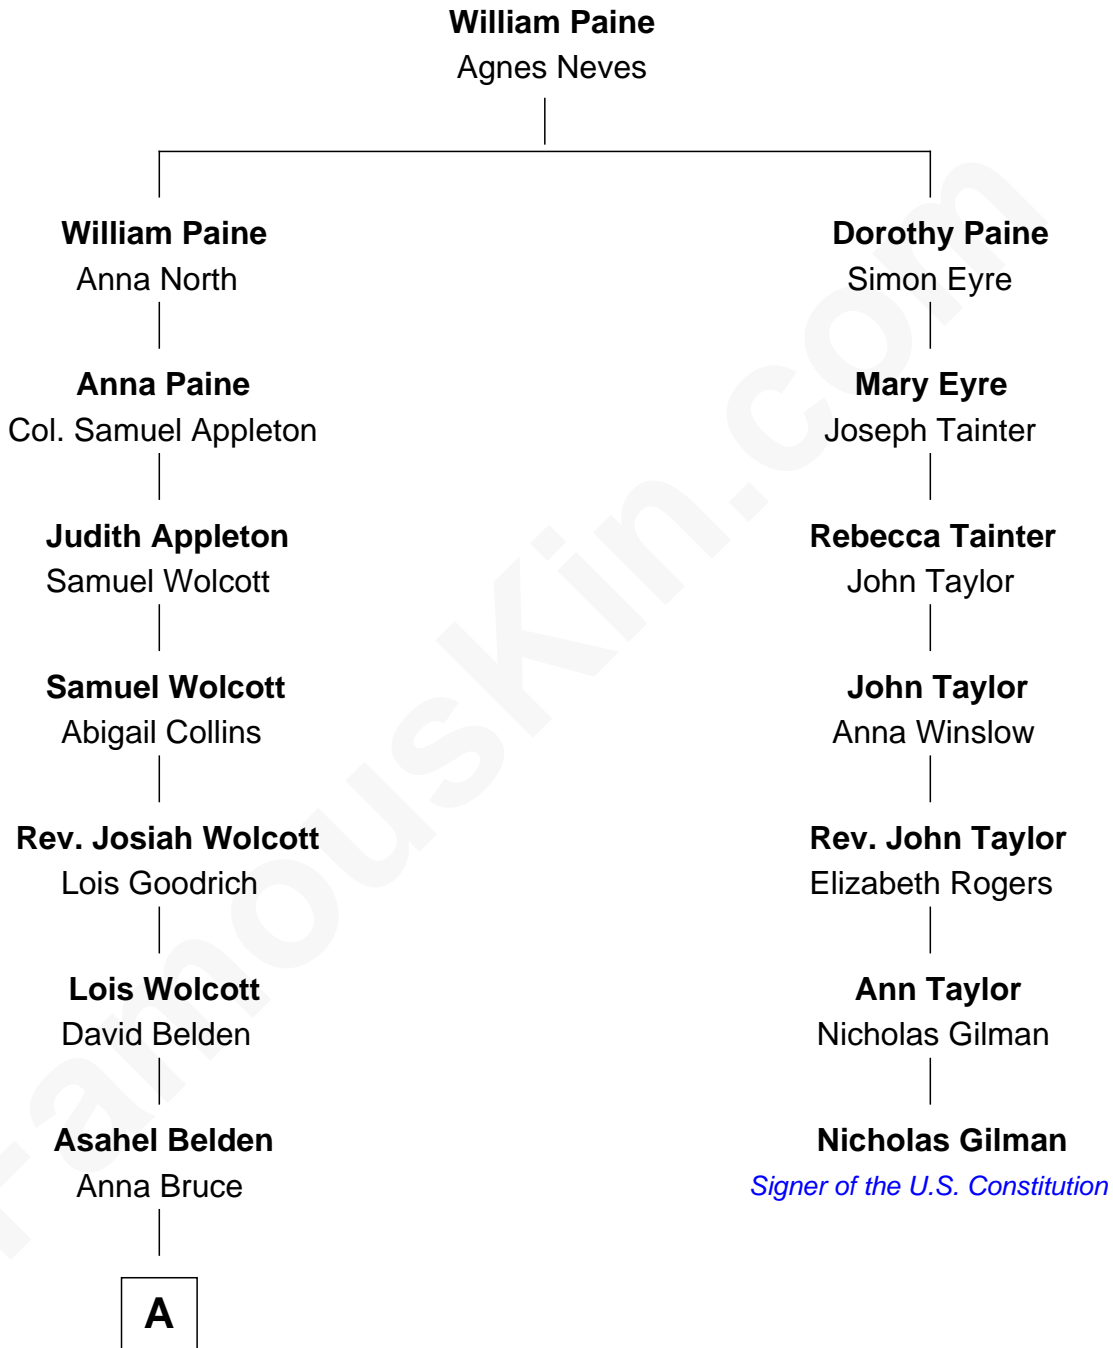 William Paine
Agnes Neves
William Paine
Anna North
Anna Paine
Col. Samuel Appleton
Judith Appleton
Samuel Wolcott
Samuel Wolcott
Abigail Collins
Rev. Josiah Wolcott
Lois Goodrich
Lois Wolcott
David Belden
Asahel Belden
Anna Bruce
A
Dorothy Paine
Simon Eyre
Mary Eyre
Joseph Tainter
Rebecca Tainter
John Taylor
John Taylor
Anna Winslow
Rev. John Taylor
Elizabeth Rogers
Ann Taylor
Nicholas Gilman
Nicholas Gilman
Signer of the U.S. Constitution
FamousKin.com